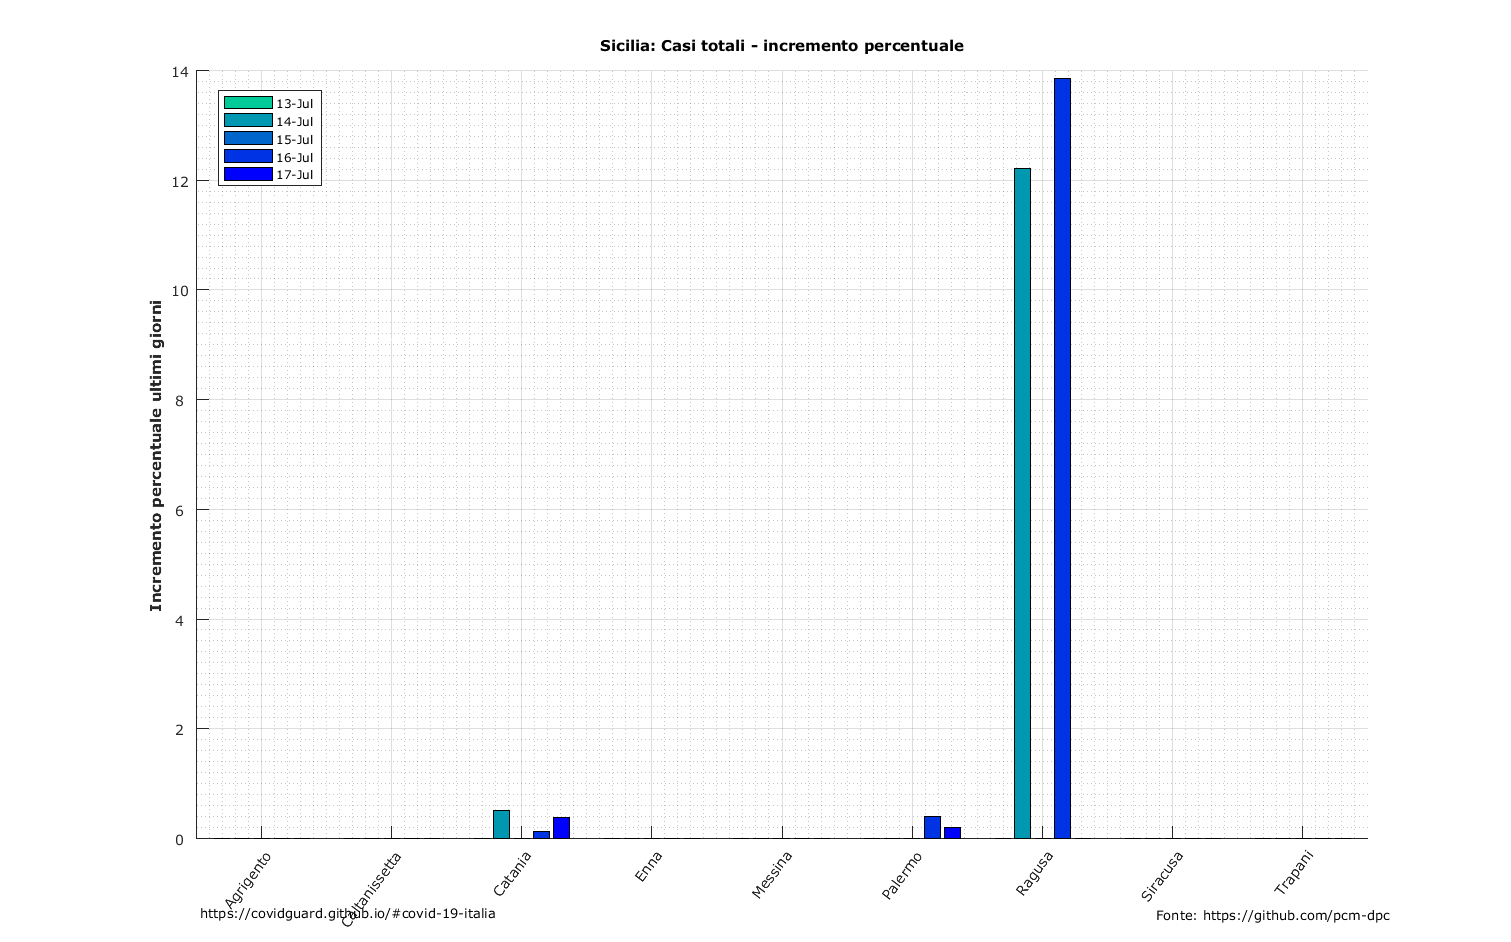 Sicilia: Casi totali - incremento percentuale
14
12
10
8
6
4
2
0
Incremento percentuale ultimi giorni
13-Jul
14-Jul
15-Jul
16-Jul
17-Jul
Agrigento
Caltanissetta
Catania
Enna
Messina
Palermo
Ragusa
Siracusa
Trapani
https://covidguard.github.io/#covid-19-italia
Fonte: https://github.com/pcm-dpc